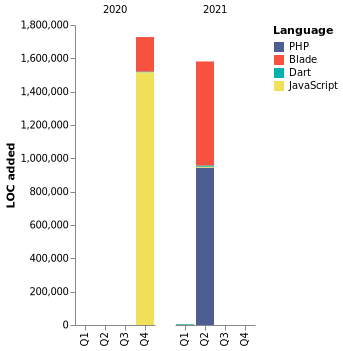 2020 2021
Language
PHP
Blade
Dart
JavaScript
LOC added
1,800,000
1,600,000
1,400,000
1,200,000
1,000,000
800,000
600,000
400,000
200,000
0
Q1 Q2 Q3 Q4 Q1 Q2 Q3 Q4